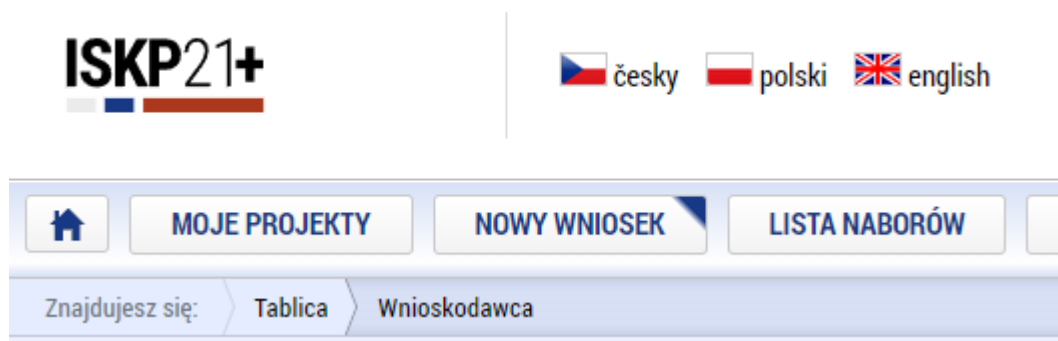 ISKP21+
česky polski english
MOJE PROJEKTY NOWY WNIOSEK LISTA NABORÓW
Znajdujesz się: Tablica Wnioskodawca